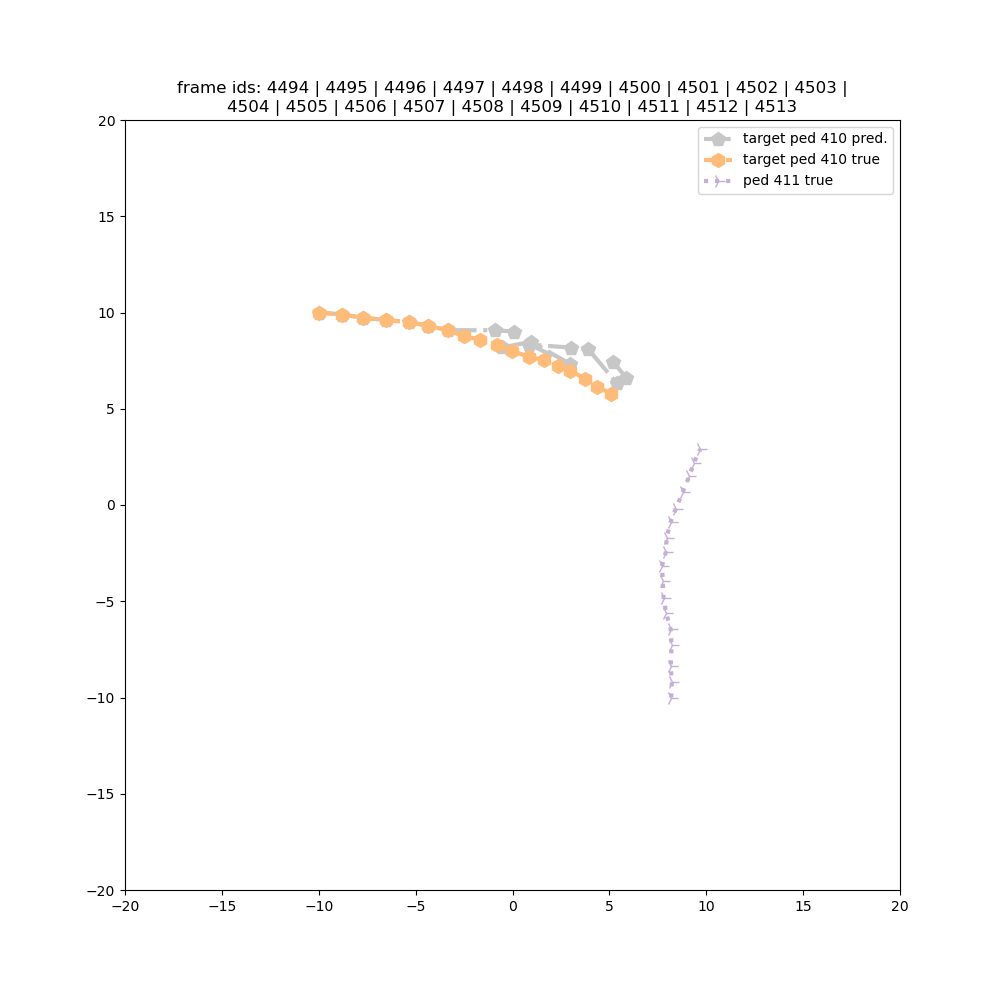 frame ids: 4494 | 4495 | 4496 | 4497 | 4498 | 4499 | 4500 | 4501 | 4502 | 4503 |
4504 | 4505 | 4506 | 4507 | 4508 | 4509 | 4510 | 4511 | 4512 | 4513
target ped 410 pred.
target ped 410 true
ped 411 true
20
15
10
5
0
−5
−10
−15
−20
−20 −15 −10 −5 0 5 10 15 20